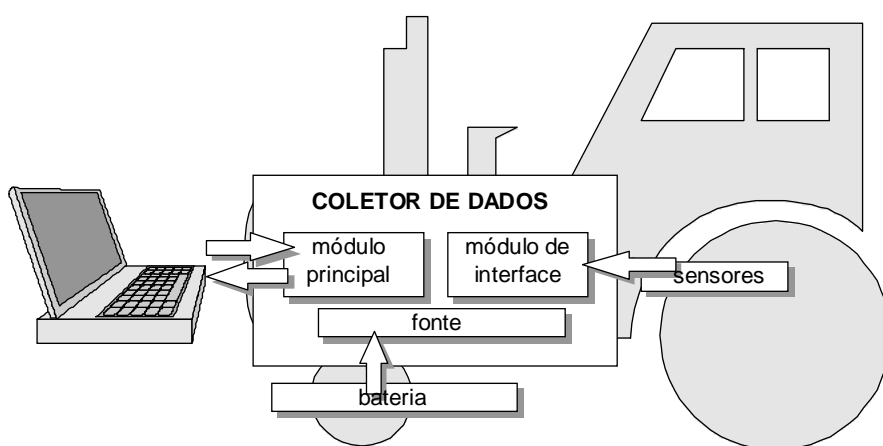 COLETOR DE DADOS
módulo
principal
módulo de
interface
sensores
fonte
bateria